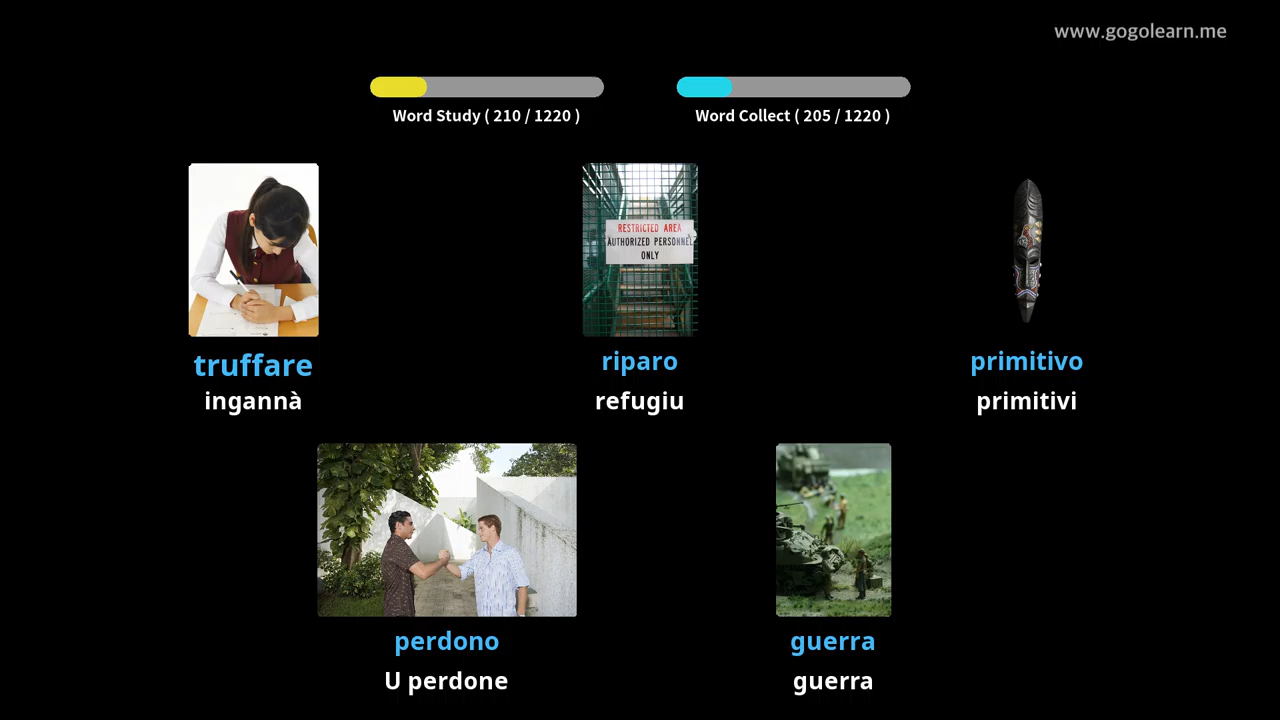 www.gogolearn.me
Word Study ( 210 / 1220 )
Word Collect ( 205 / 1220 )
RESTRICTED AREA
AUTHORIZED PERSONNEL
ONLY
truffare
ingannà
riparo
refugiu
primitivo
primitivi
perdono
U perdone
guerra
guerra